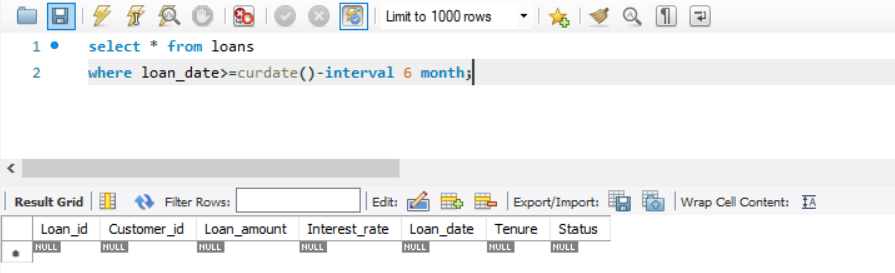 Limit to 1000 rows
1 select * from loans
2 where loan_date>=curdate()-interval 6 month;
Result Grid Filter Rows: Edit: Export/Import: Wrap Cell Content: IA
Loan_id Customer_id Loan_amount Interest_rate Loan_date Tenure Status
NULL NULL NULL NULL NULL NULL NULL